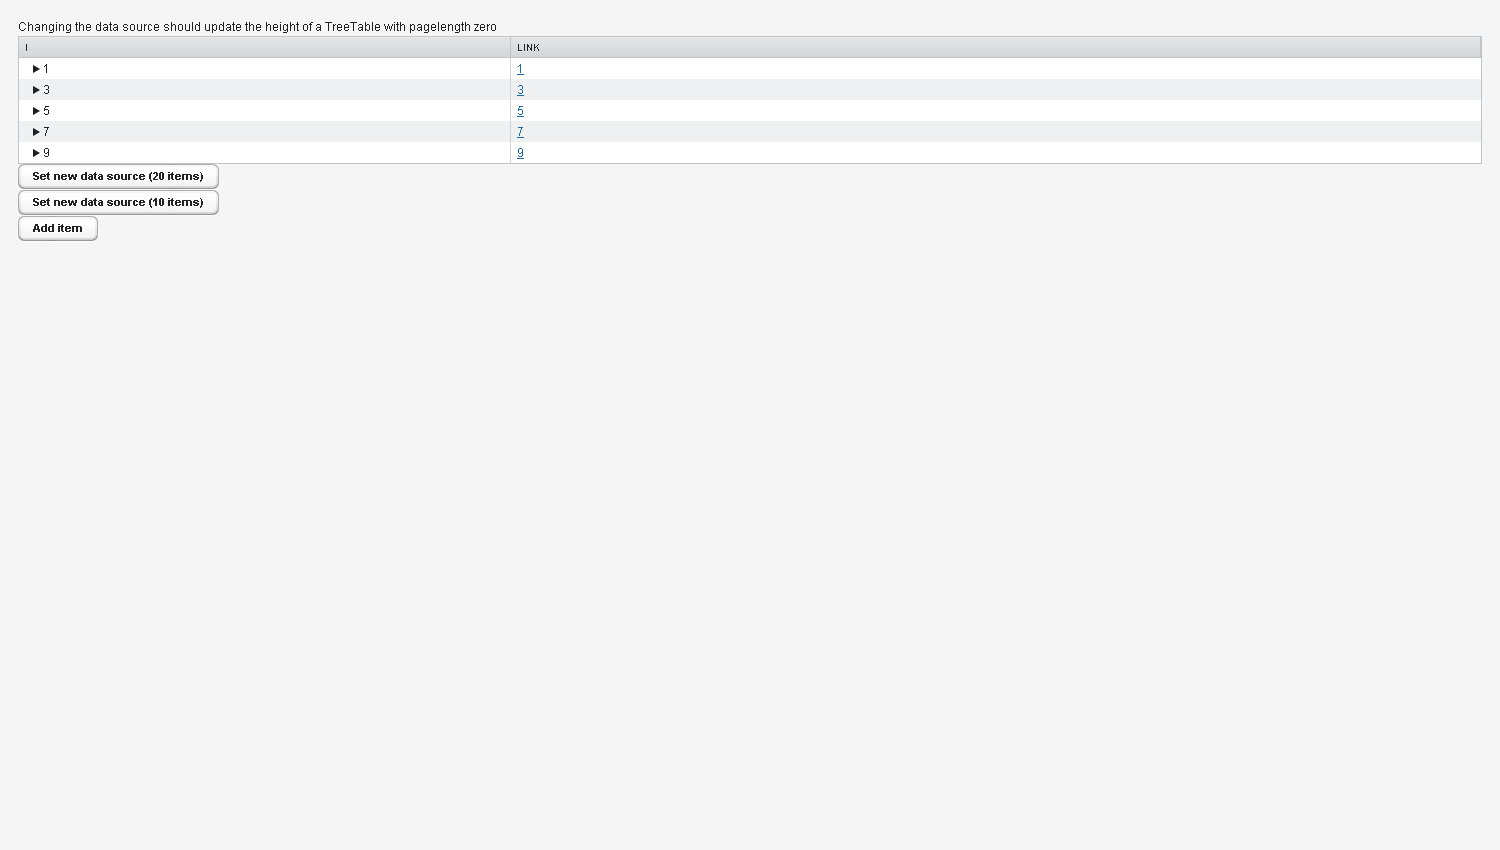 Changing the data source should update the height of a TreeTable with pagelength zero
I LINK
1 1
3 3
5 5
7 7
9 9
Set new data source (20 items)
Set new data source (10 items)
Add item